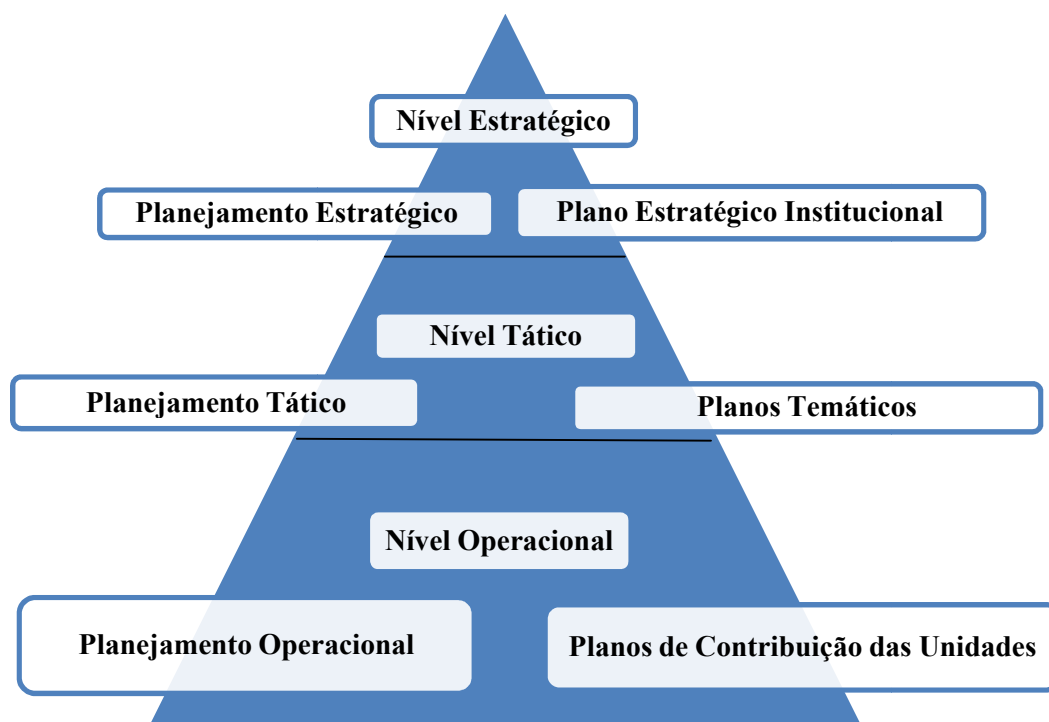 Nível Estratégico
Planejamento Estratégico
Plano Estratégico Institucional
Nível Tático
Planejamento Tático
Planos Temáticos
Nível Operacional
Planejamento Operacional
Planos de Contribuição das Unidades